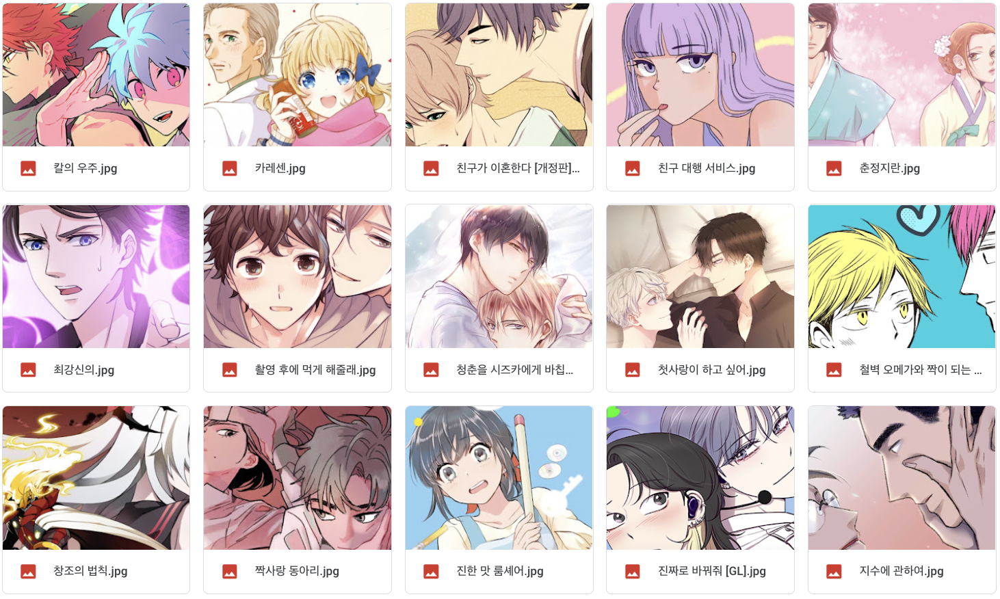 칼의 우주.jpg
카레센.jpg
친구가 이혼한다 [개정판]...
친구 대행 서비스.jpg
춘정지란.jpg
최강신의.jpg
촬영 후에 먹게 해줄래.jpg
청춘을 시즈카에게 바칩...
첫사랑이 하고 싶어.jpg
철벽 오메가와 짝이 되는 ...
창조의 법칙.jpg
짝사랑 동아리.jpg
진한 맛 룸셰어.jpg
진짜로 바꿔줘 [GL].jpg
지수에 관하여.jpg